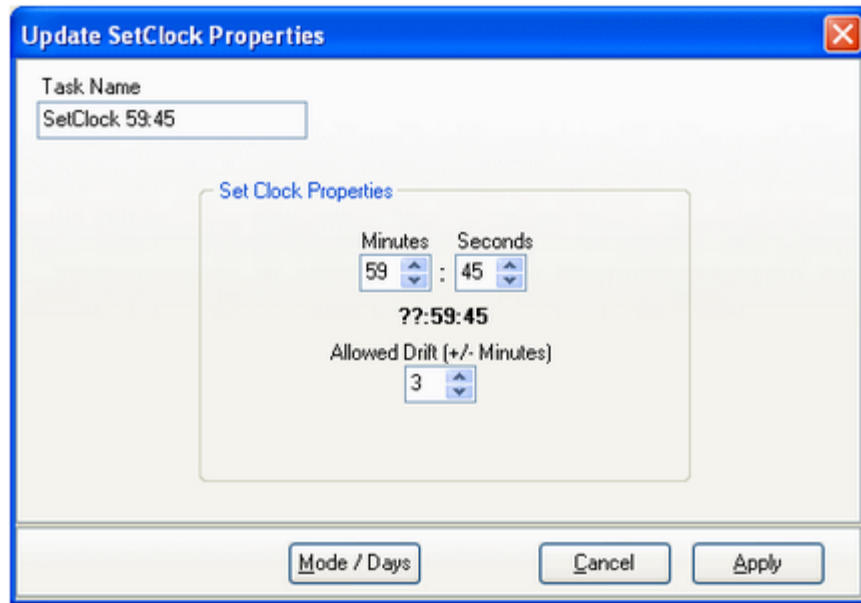 Update SetClock Properties
Task Name
SetClock 59:45
Set Clock Properties
Minutes Seconds
59 : 45
??:59:45
Allowed Drift (+/- Minutes)
3
Mode / Days Cancel Apply